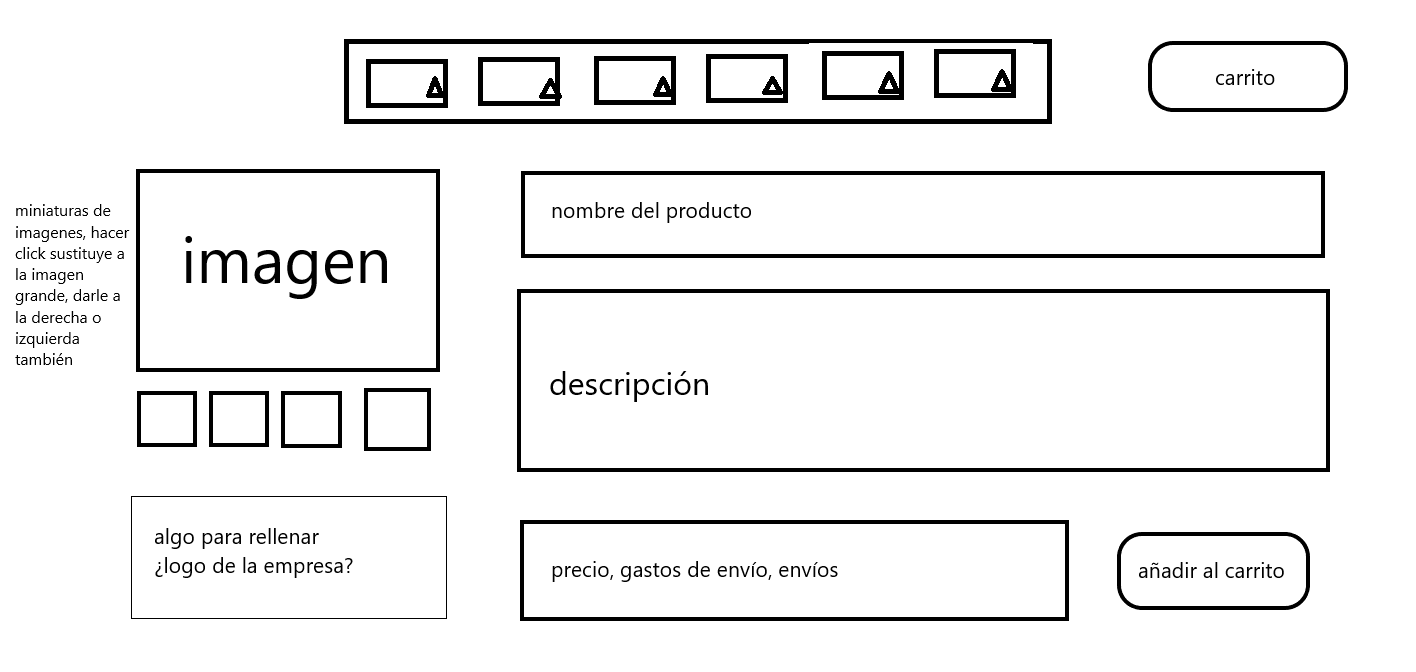 carrito
miniaturas de
imagenes, hacer
click sustituye a
la imagen
grande, darle a
la derecha o
izquierda
también
imagen
nombre del producto
descripción
algo para rellenar
¿logo de la empresa?
precio, gastos de envío, envíos
añadir al carrito